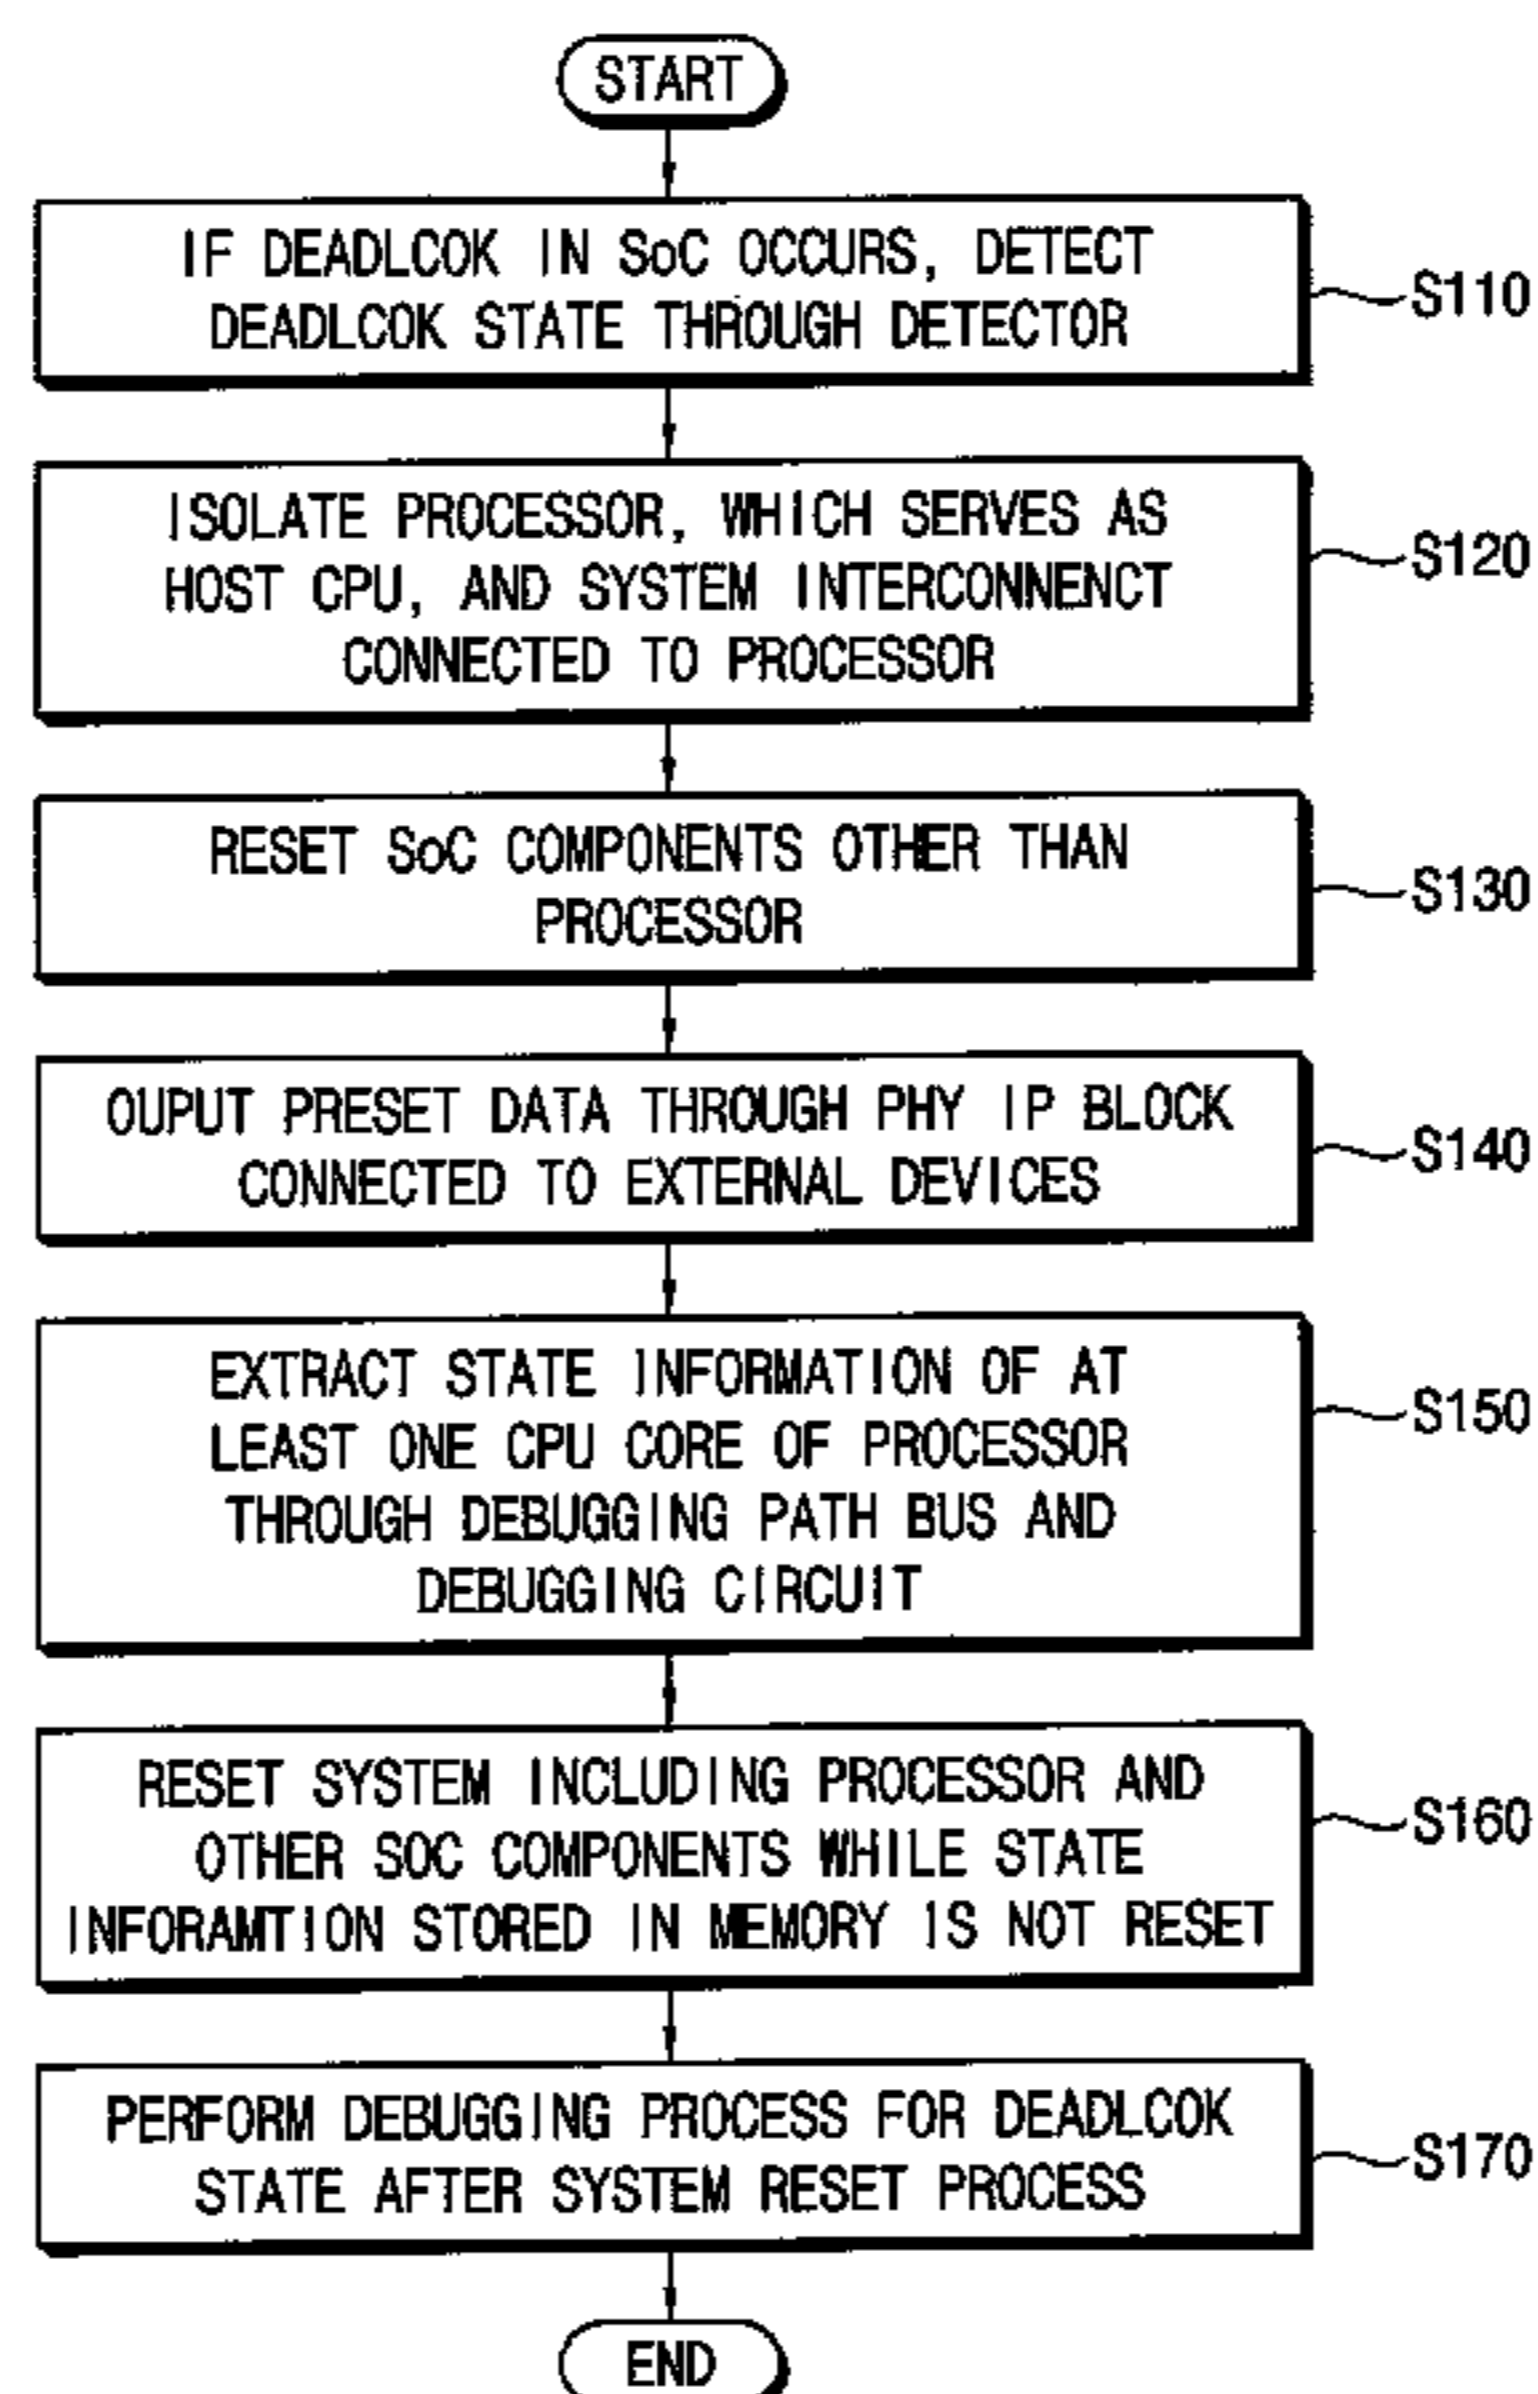 START
IF DEADLCOK IN SoC OCCURS, DETECT
DEADLCOK STATE THROUGH DETECTOR
S110
ISOLATE PROCESSOR, WHICH SERVES AS
HOST CPU, AND SYSTEM INTERCONNENCT
CONNECTED TO PROCESSOR
S120
RESET SoC COMPONENTS OTHER THAN
PROCESSOR
S130
OUPUT PRESET DATA THROUGH PHY IP BLOCK
CONNECTED TO EXTERNAL DEVICES
S140
EXTRACT STATE INFORMATION OF AT
LEAST ONE CPU CORE OF PROCESSOR
THROUGH DEBUGGING PATH BUS AND
DEBUGGING CIRCUIT
S150
RESET SYSTEM INCLUDING PROCESSOR AND
OTHER SOC COMPONENTS WHILE STATE
INFORAMTION STORED IN MEMORY IS NOT RESET
S160
PERFORM DEBUGGING PROCESS FOR DEADLCOK
STATE AFTER SYSTEM RESET PROCESS
S170
END